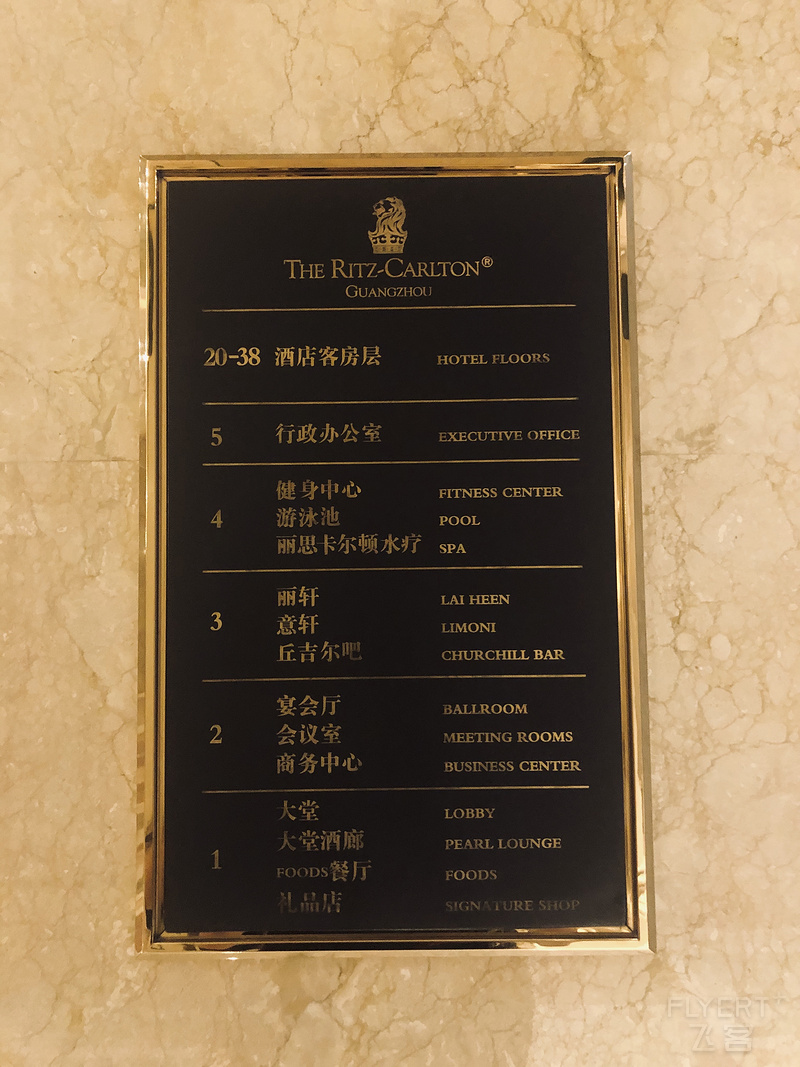 THE RITZ-CARLTON®
GUANGZHOU
20-38 酒店客房层 HOTEL FLOORS
5 行政办公室 EXECUTIVE OFFICE
健身中心 FITNESS CENTER
4 游泳池 POOL
丽思卡尔顿水疗 SPA
丽轩 LAI HEEN
3 意轩 LIMONI
丘吉尔吧 CHURCHILL BAR
宴会厅 BALLROOM
2 会议室 MEETING ROOMS
商务中心 BUSINESS CENTER
大堂 LOBBY
大堂酒廊 PEARL LOUNGE
1 FOODS餐厅 FOODS
礼品店 SIGNATURE SHOP
FLYERT
飞客